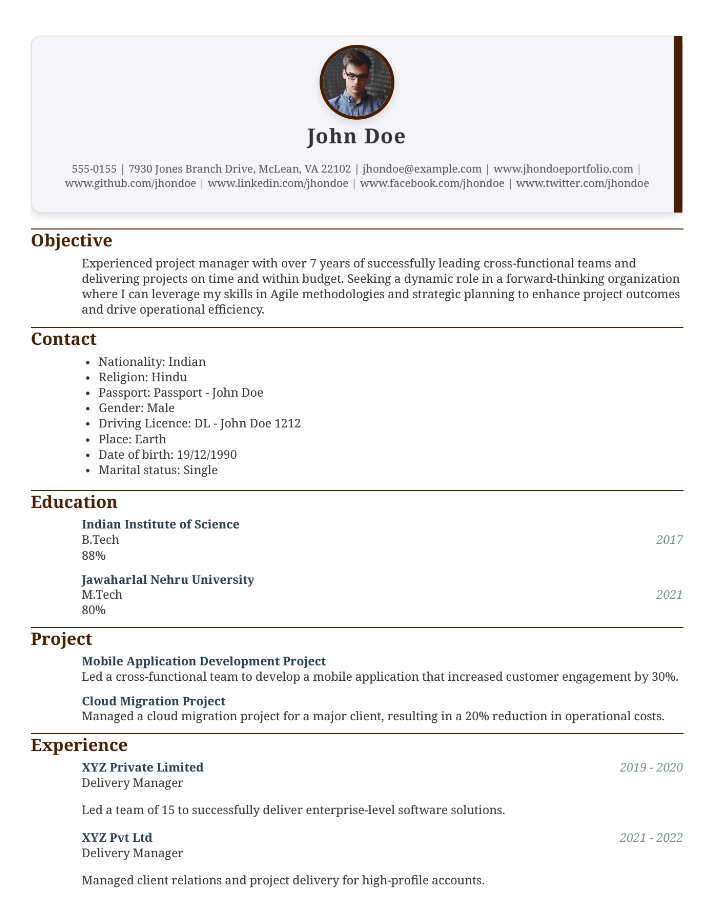 John Doe
555-0155 | 7930 Jones Branch Drive, McLean, VA 22102 | jhondoe@example.com | www.jhondoeportfolio.com |
www.github.com/jhondoe | www.linkedin.com/jhondoe | www.facebook.com/jhondoe | www.twitter.com/jhondoe
Objective
Experienced project manager with over 7 years of successfully leading cross-functional teams and
delivering projects on time and within budget. Seeking a dynamic role in a forward-thinking organization
where I can leverage my skills in Agile methodologies and strategic planning to enhance project outcomes
and drive operational efficiency.
Contact
• Nationality: Indian
• Religion: Hindu
• Passport: Passport - John Doe
• Gender: Male
• Driving Licence: DL - John Doe 1212
• Place: Earth
• Date of birth: 19/12/1990
• Marital status: Single
Education
Indian Institute of Science
B.Tech 2017
88%
Jawaharlal Nehru University
M.Tech 2021
80%
Project
Mobile Application Development Project
Led a cross-functional team to develop a mobile application that increased customer engagement by 30%.
Cloud Migration Project
Managed a cloud migration project for a major client, resulting in a 20% reduction in operational costs.
Experience
XYZ Private Limited 2019 - 2020
Delivery Manager
Led a team of 15 to successfully deliver enterprise-level software solutions.
XYZ Pvt Ltd 2021 - 2022
Delivery Manager
Managed client relations and project delivery for high-profile accounts.